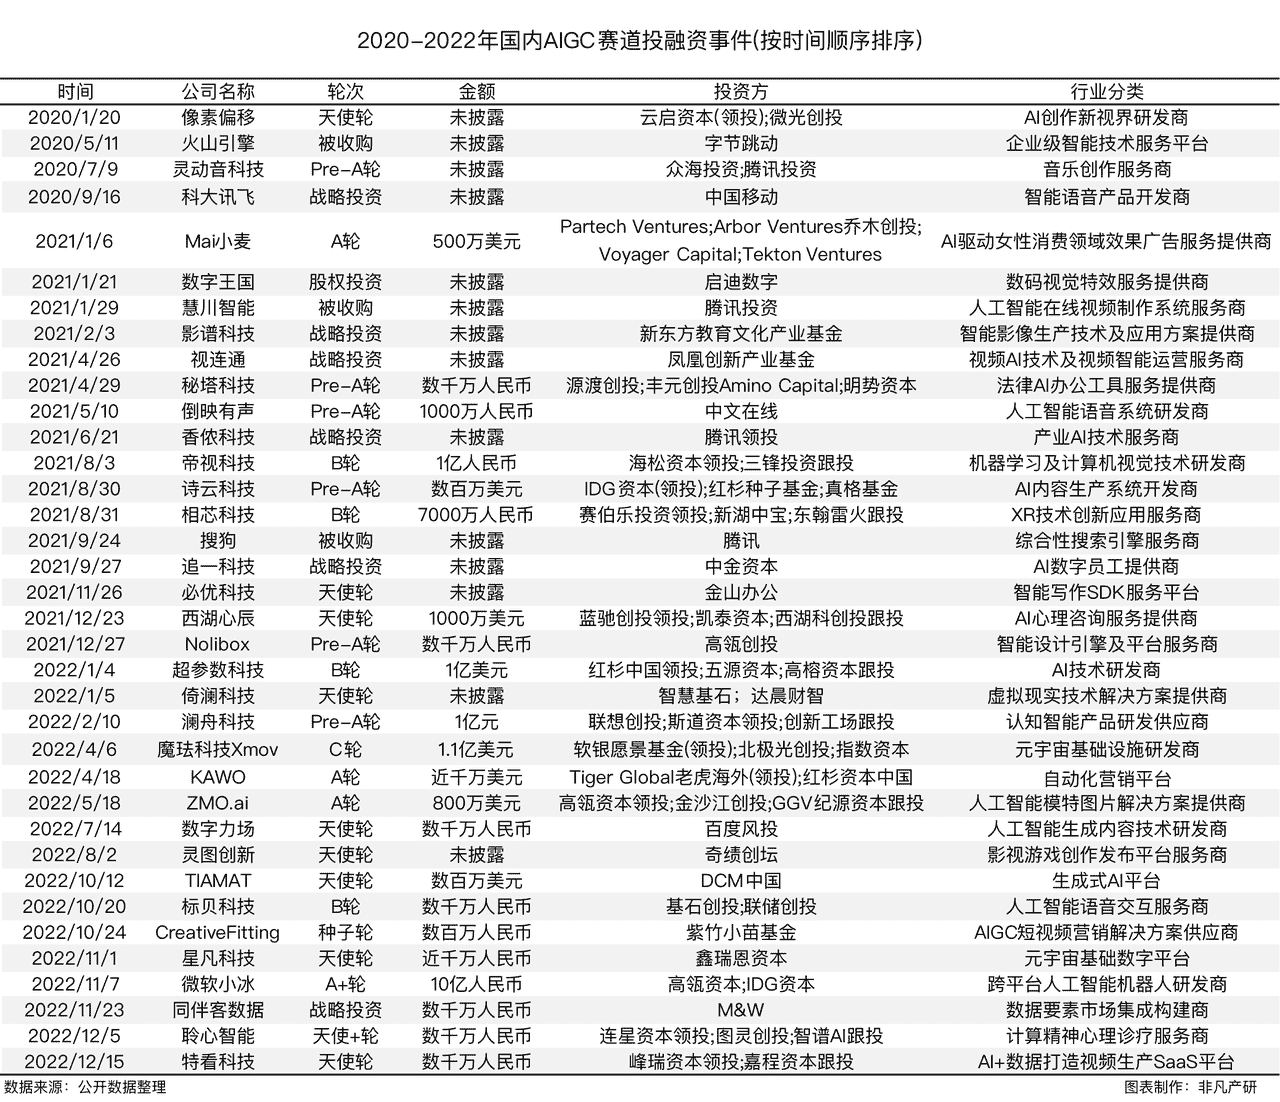 2020-2022年国内AIGC赛道投融资事件(按时间顺序排序)
时间 公司名称 轮次 金额 投资方 行业分类
2020/1/20 像素偏移 天使轮 未披露 云启资本(领投);微光创投 AI创作新视界研发商
2020/5/11 火山引擎 被收购 未披露 字节跳动 企业级智能技术服务平台
2020/7/9 灵动音科技 Pre-A轮 未披露 众海投资;腾讯投资 音乐创作服务商
2020/9/16 科大讯飞 战略投资 未披露 中国移动 智能语音产品开发商
2021/1/6 Mai小麦 A轮 500万美元 Partech Ventures;Arbor Ventures乔木创投; Voyager Capital;Tekton Ventures AI驱动女性消费领域效果广告服务提供商
2021/1/21 数字王国 股权投资 未披露 启迪数字 数码视觉特效服务提供商
2021/1/29 慧川智能 被收购 未披露 腾讯投资 人工智能在线视频制作系统服务商
2021/2/3 影谱科技 战略投资 未披露 新东方教育文化产业基金 智能影像生产技术及应用方案提供商
2021/4/26 视连通 战略投资 未披露 凤凰创新产业基金 视频AI技术及视频智能运营服务商
2021/4/29 秘塔科技 Pre-A轮 数千万人民币 源渡创投;丰元创投Amino Capital;明势资本 法律AI办公工具服务提供商
2021/5/10 倒映有声 Pre-A轮 1000万人民币 中文在线 人工智能语音系统研发商
2021/6/21 香侬科技 战略投资 未披露 腾讯领投 产业AI技术服务商
2021/8/3 帝视科技 B轮 1亿人民币 海松资本领投;三锋投资跟投 机器学习及计算机视觉技术研发商
2021/8/30 诗云科技 Pre-A轮 数百万美元 IDG资本(领投);红杉种子基金;真格基金 AI内容生产系统开发商
2021/8/31 相芯科技 B轮 7000万人民币 赛伯乐投资领投;新湖中宝;东翰雷火跟投 XR技术创新应用服务商
2021/9/24 搜狗 被收购 未披露 腾讯 综合性搜索引擎服务商
2021/9/27 追一科技 战略投资 未披露 中金资本 AI数字员工提供商
2021/11/26 必优科技 天使轮 未披露 金山办公 智能写作SDK服务平台
2021/12/23 西湖心辰 天使轮 1000万美元 蓝驰创投领投;凯泰资本;西湖科创投跟投 AI心理咨询服务提供商
2021/12/27 Nolibox Pre-A轮 数千万人民币 高瓴创投 智能设计引擎及平台服务商
2022/1/4 超参数科技 B轮 1亿美元 红杉中国领投;五源资本;高榕资本跟投 AI技术研发商
2022/1/5 倚澜科技 天使轮 未披露 智慧基石；达晨财智 虚拟现实技术解决方案提供商
2022/2/10 澜舟科技 Pre-A轮 1亿元 联想创投;斯道资本领投;创新工场跟投 认知智能产品研发供应商
2022/4/6 魔珐科技Xmov C轮 1.1亿美元 软银愿景基金(领投);北极光创投;指数资本 元宇宙基础设施研发商
2022/4/18 KAWO A轮 近千万美元 Tiger Global老虎海外(领投);红杉资本中国 自动化营销平台
2022/5/18 ZMO.ai A轮 800万美元 高瓴资本领投;金沙江创投;GGV纪源资本跟投 人工智能模特图片解决方案提供商
2022/7/14 数字力场 天使轮 数千万人民币 百度风投 人工智能生成内容技术研发商
2022/8/2 灵图创新 天使轮 未披露 奇绩创坛 影视游戏创作发布平台服务商
2022/10/12 TIAMAT 天使轮 数百万美元 DCM中国 生成式AI平台
2022/10/20 标贝科技 B轮 数千万人民币 基石创投;联储创投 人工智能语音交互服务商
2022/10/24 CreativeFitting 种子轮 数百万人民币 紫竹小苗基金 AIGC短视频营销解决方案供应商
2022/11/1 星凡科技 天使轮 近千万人民币 鑫瑞恩资本 元宇宙基础数字平台
2022/11/7 微软小冰 A+轮 10亿人民币 高瓴资本;IDG资本 跨平台人工智能机器人研发商
2022/11/23 同伴客数据 战略投资 数千万人民币 M&W 数据要素市场集成构建商
2022/12/5 聆心智能 天使+轮 数千万人民币 连星资本领投;图灵创投;智谱AI跟投 计算精神心理诊疗服务商
2022/12/15 特看科技 天使轮 数千万人民币 峰瑞资本领投;嘉程资本跟投 AI+数据打造视频生产SaaS平台
数据来源：公开数据整理 图表制作：非凡产研